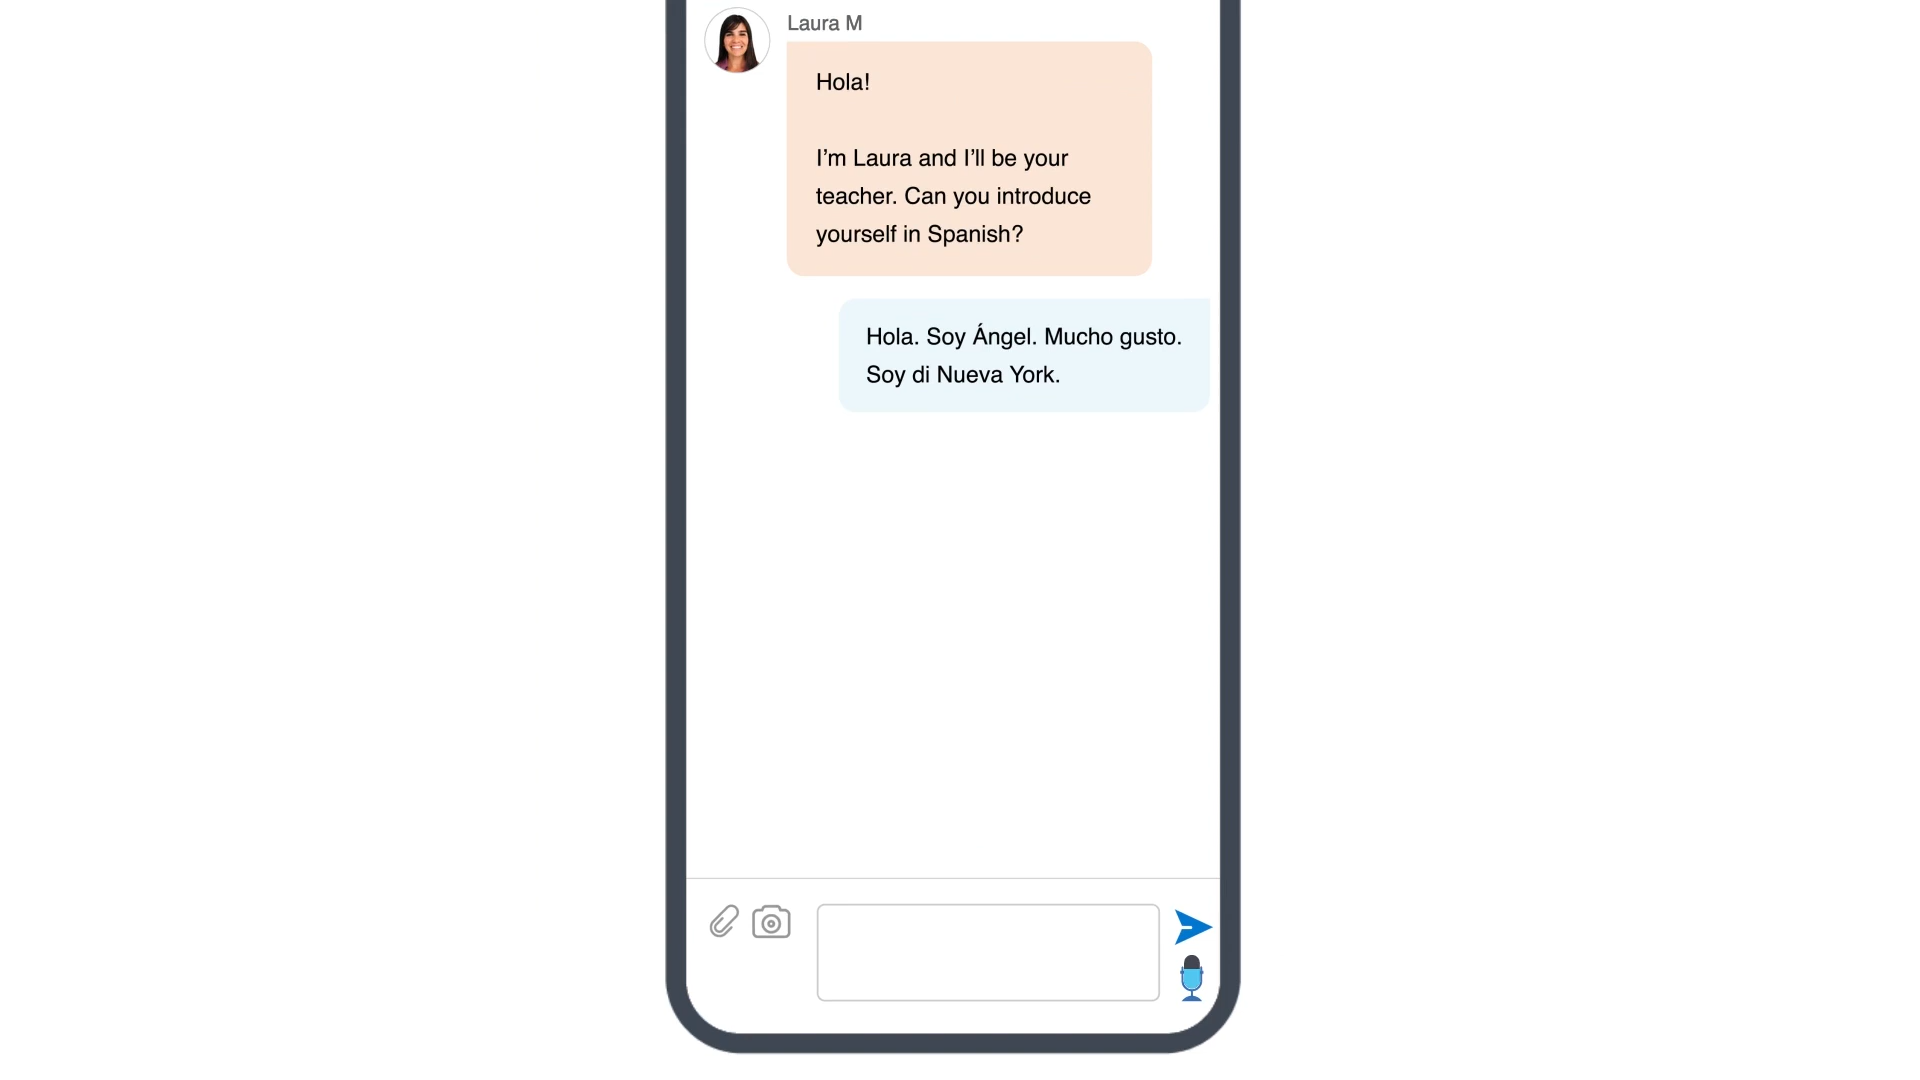 Laura M
Hola!
I’m Laura and I’ll be your
teacher. Can you introduce
yourself in Spanish?
Hola. Soy Ángel. Mucho gusto.
Soy di Nueva York.